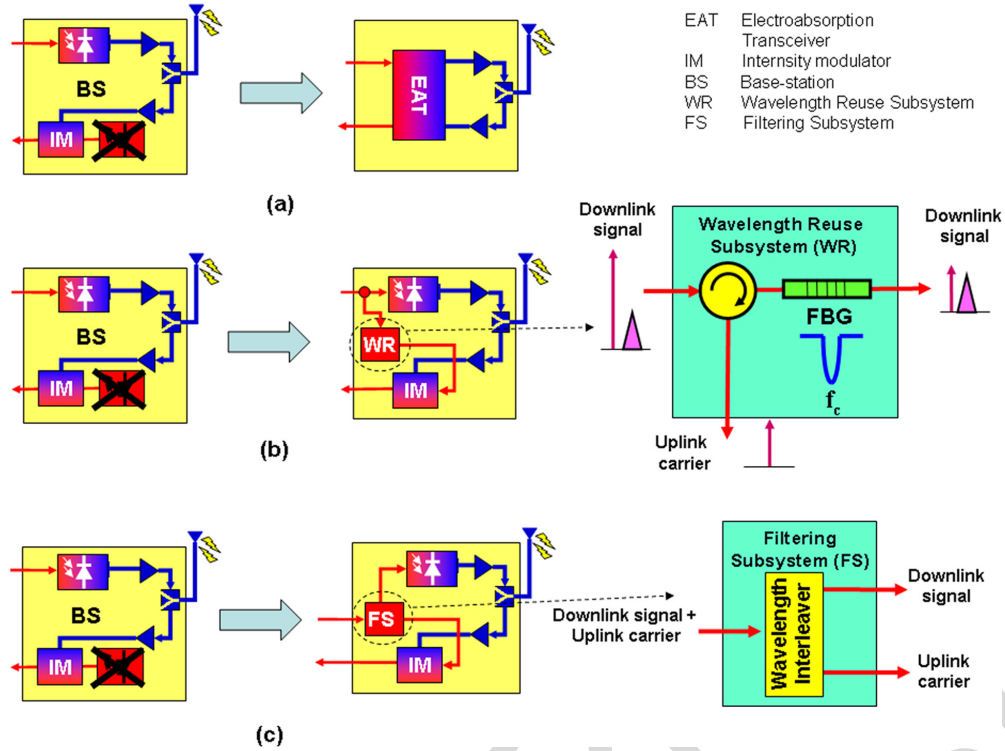 EAT Electroabsorption
Transceiver
IM Internsity modulator
BS Base-station
WR Wavelength Reuse Subsystem
FS Filtering Subsystem
BS
IM
EAT
(a)
BS
IM
WR
IM
Downlink
signal
Wavelength Reuse
Subsystem (WR)
FBG
fc
Downlink
signal
Uplink
carrier
(b)
BS
IM
FS
IM
Downlink signal +
Uplink carrier
Filtering
Subsystem (FS)
Wavelength
Interleaver
Downlink
signal
Uplink
carrier
(c)